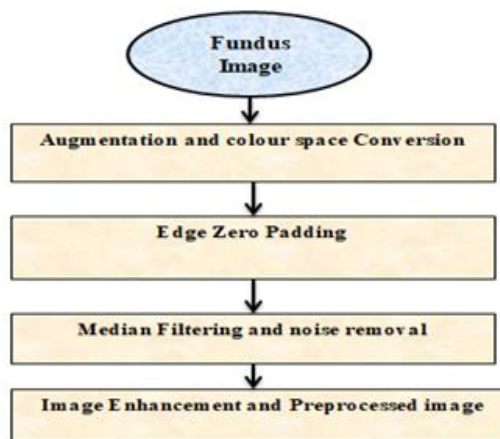 Fundus
Image
Augmentation and colour space Conversion
Edge Zero Padding
Median Filtering and noise removal
Image Enhancement and Preprocessed image